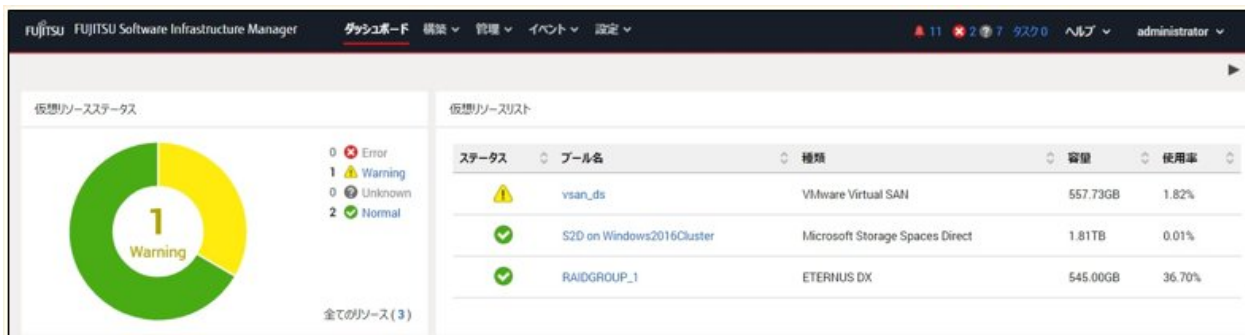 FUJITSU FUJITSU Software Infrastructure Manager ダッシュボード 構築 管理 イベント 設定 11 2 7 タスク 0 ヘルプ administrator
仮想リソースステータス
0 Error
1 Warning
0 Unknown
2 Normal
1
Warning
全てのリソース(3)
仮想リソースリスト
ステータス プール名 種類 容量 使用率
vsan_ds VMware Virtual SAN 557.73GB 1.82%
S2D on Windows2016Cluster Microsoft Storage Spaces Direct 1.81TB 0.01%
RAIDGROUP_1 ETERNUS DX 545.00GB 36.70%